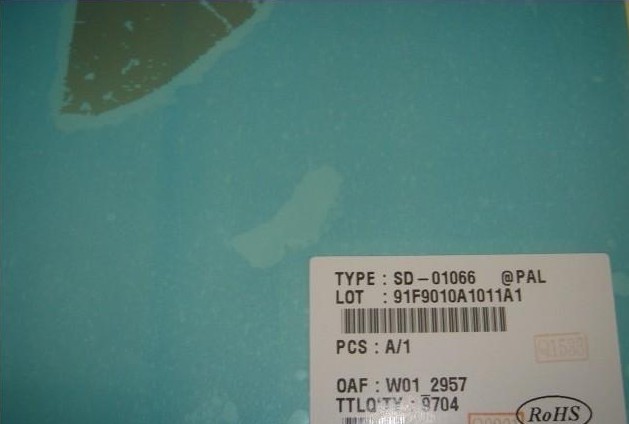 TYPE : SD-01066 @PAL
LOT : 91F9010A1011A1
PCS : A/1
OAF : W01_2957
TTLQ'TY : 9704
RoHS